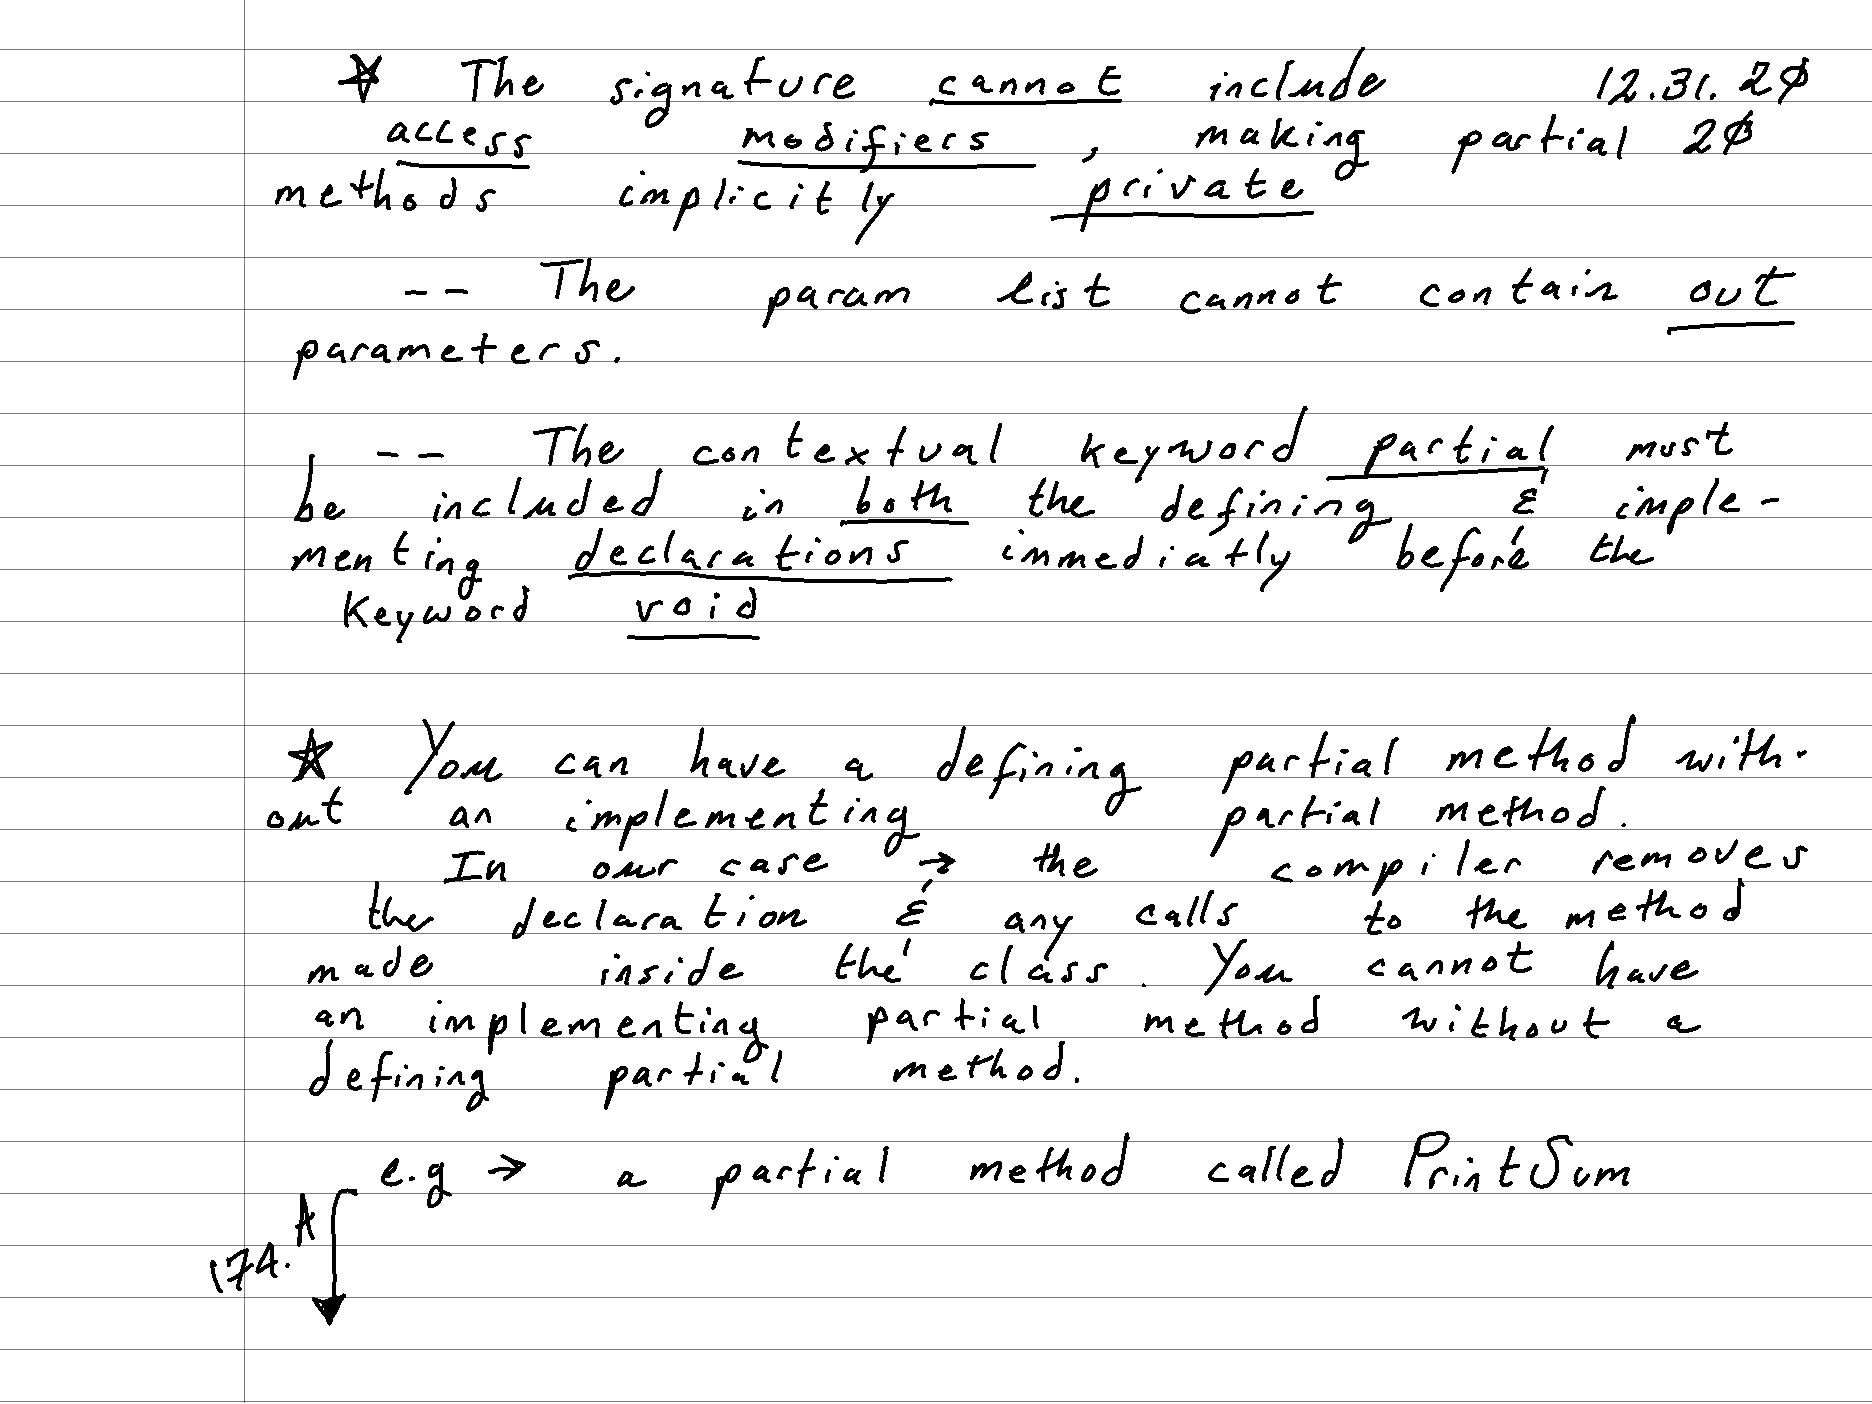 ☆ The signature cannot include 12.31.2∅
access modifiers, making partial 2∅
methods implicitly private
-- The param list cannot contain out
parameters.
-- The contextual keyword partial must
be included in both the defining & imple-
menting declarations immediatly before the
keyword void
☆ You can have a defining partial method with-
out an implementing partial method.
In our case → the compiler removes
the declaration & any calls to the method
made inside the class. You cannot have
an implementing partial method without a
defining partial method.
e.g → a partial method called PrintSum
174. A